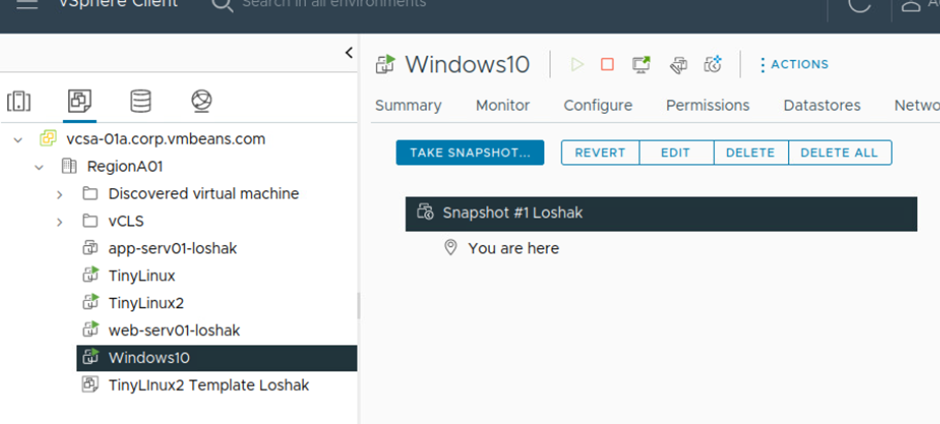 vSphere Client
Search in all environments
Windows10
ACTIONS
Summary Monitor Configure Permissions Datastores Netwo
vcsa-01a.corp.vmbeans.com
RegionA01
Discovered virtual machine
vCLS
app-serv01-loshak
TinyLinux
TinyLinux2
web-serv01-loshak
Windows10
TinyLInux2 Template Loshak
TAKE SNAPSHOT...
REVERT EDIT DELETE DELETE ALL
Snapshot #1 Loshak
You are here